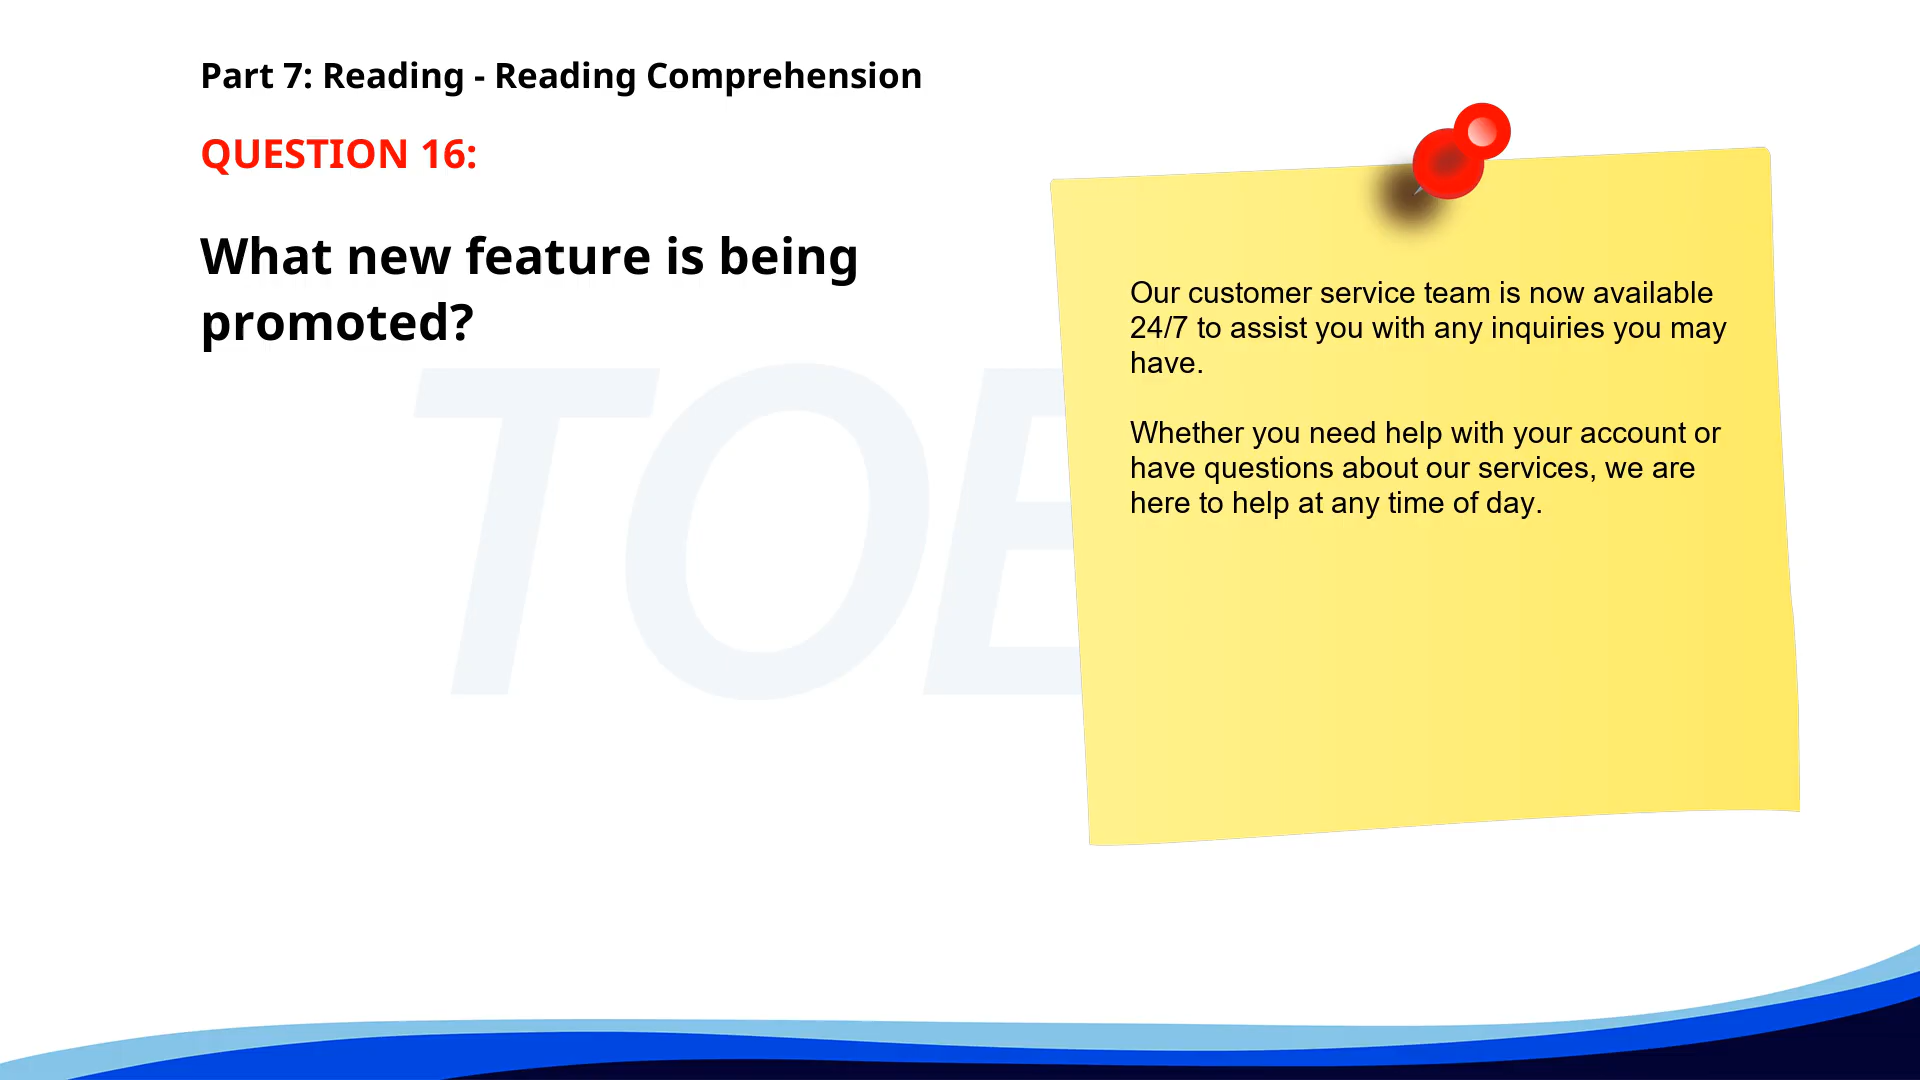 Part 7: Reading - Reading Comprehension
QUESTION 16:
What new feature is being
promoted?
Our customer service team is now available
24/7 to assist you with any inquiries you may
have.
Whether you need help with your account or
have questions about our services, we are
here to help at any time of day.
TOE